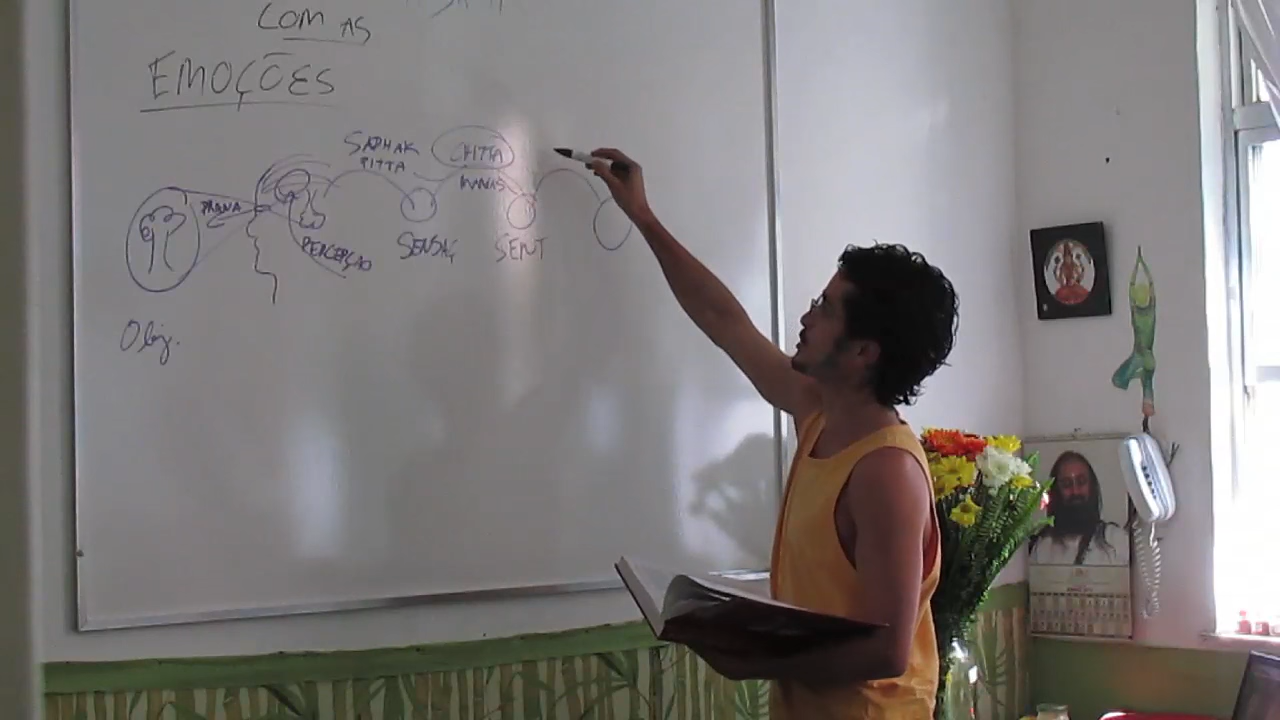 COM AS
EMOÇÕES
SADHAK
PITTA
CHITTA
MANAS
PRANA
PERCEPÇÃO
SENSAÇ
SENT
Obj.